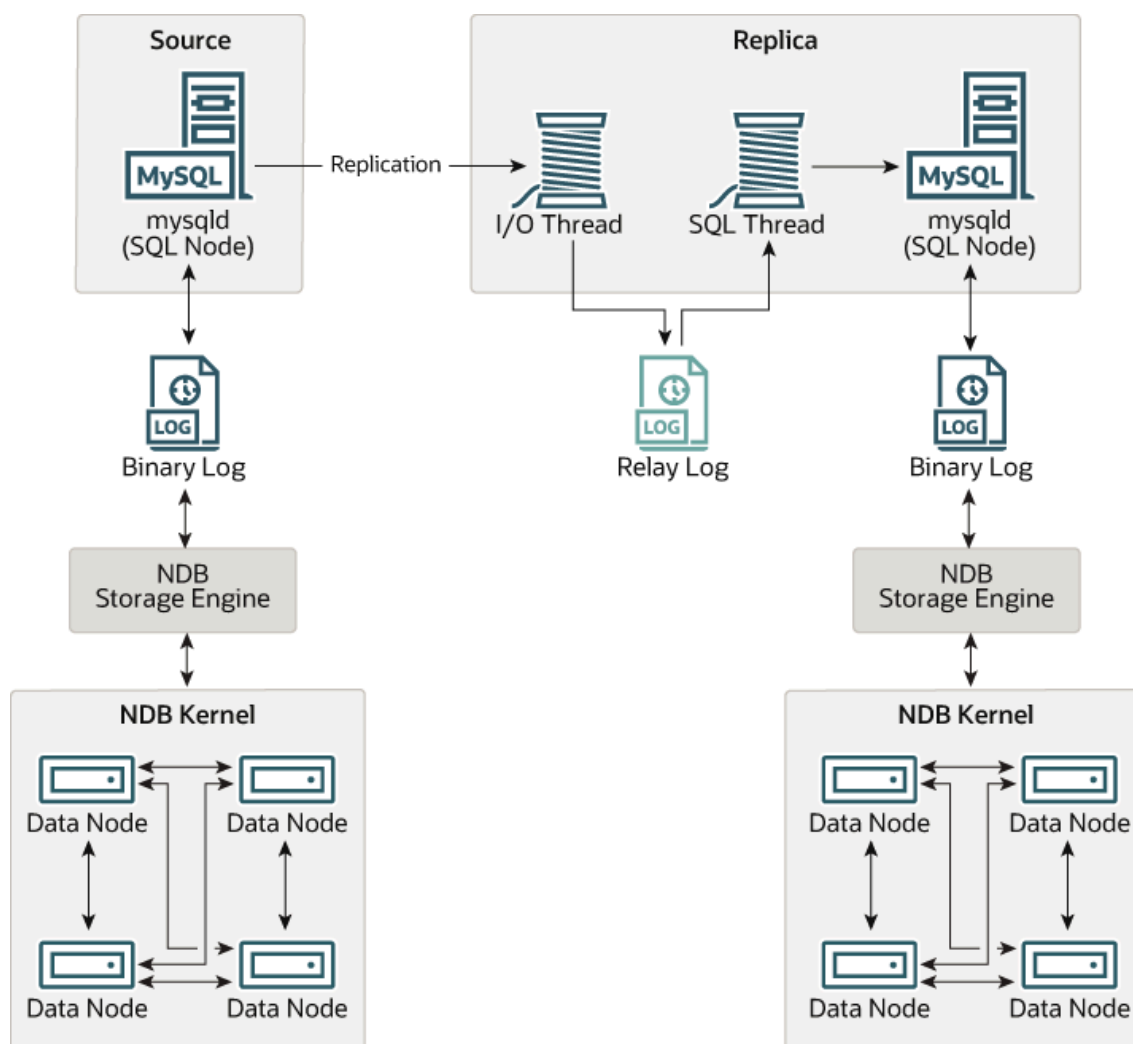 Source
Replica
MySQL
mysqld
(SQL Node)
Replication
I/O Thread
SQL Thread
MySQL
mysqld
(SQL Node)
LOG
Binary Log
LOG
Relay Log
LOG
Binary Log
NDB
Storage Engine
NDB
Storage Engine
NDB Kernel
Data Node
Data Node
Data Node
Data Node
NDB Kernel
Data Node
Data Node
Data Node
Data Node